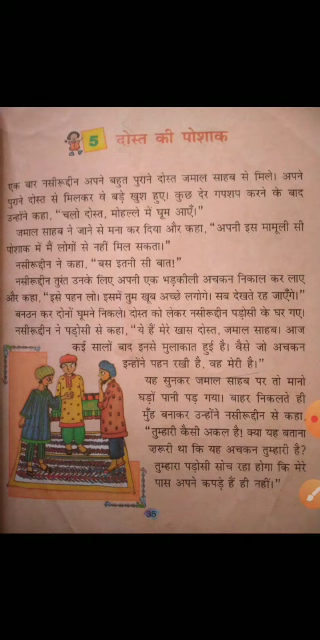 5 दोस्त की पोशाक
एक बार नसीरूद्दीन अपने बहुत पुराने दोस्त जमाल साहब से मिले। अपने
पुराने दोस्त से मिलकर वे बड़े खुश हुए। कुछ देर गपशप करने के बाद
उन्होंने कहा, “चलो दोस्त, मोहल्ले में घूम आएँ।”
जमाल साहब ने जाने से मना कर दिया और कहा, “अपनी इस मामूली सी
पोशाक में मैं लोगों से नहीं मिल सकता।”
नसीरूद्दीन ने कहा, “बस इतनी सी बात!”
नसीरूद्दीन तुरंत उनके लिए अपनी एक भड़कीली अचकन निकाल कर लाए
और कहा, “इसे पहन लो। इसमें तुम खूब अच्छे लगोगे। सब देखते रह जाएँगे।”
बनठन कर दोनों घूमने निकले। दोस्त को लेकर नसीरूद्दीन पड़ोसी के घर गए।
नसीरूद्दीन ने पड़ोसी से कहा, “ये हैं मेरे खास दोस्त, जमाल साहब। आज
कई सालों बाद इनसे मुलाकात हुई है। वैसे जो अचकन
इन्होंने पहन रखी है, वह मेरी है।”
यह सुनकर जमाल साहब पर तो मानो
घड़ों पानी पड़ गया। बाहर निकलते ही
मुँह बनाकर उन्होंने नसीरूद्दीन से कहा,
“तुम्हारी कैसी अकल है! क्या यह बताना
ज़रूरी था कि यह अचकन तुम्हारी है?
तुम्हारा पड़ोसी सोच रहा होगा कि मेरे
पास अपने कपड़े हैं ही नहीं।”
35